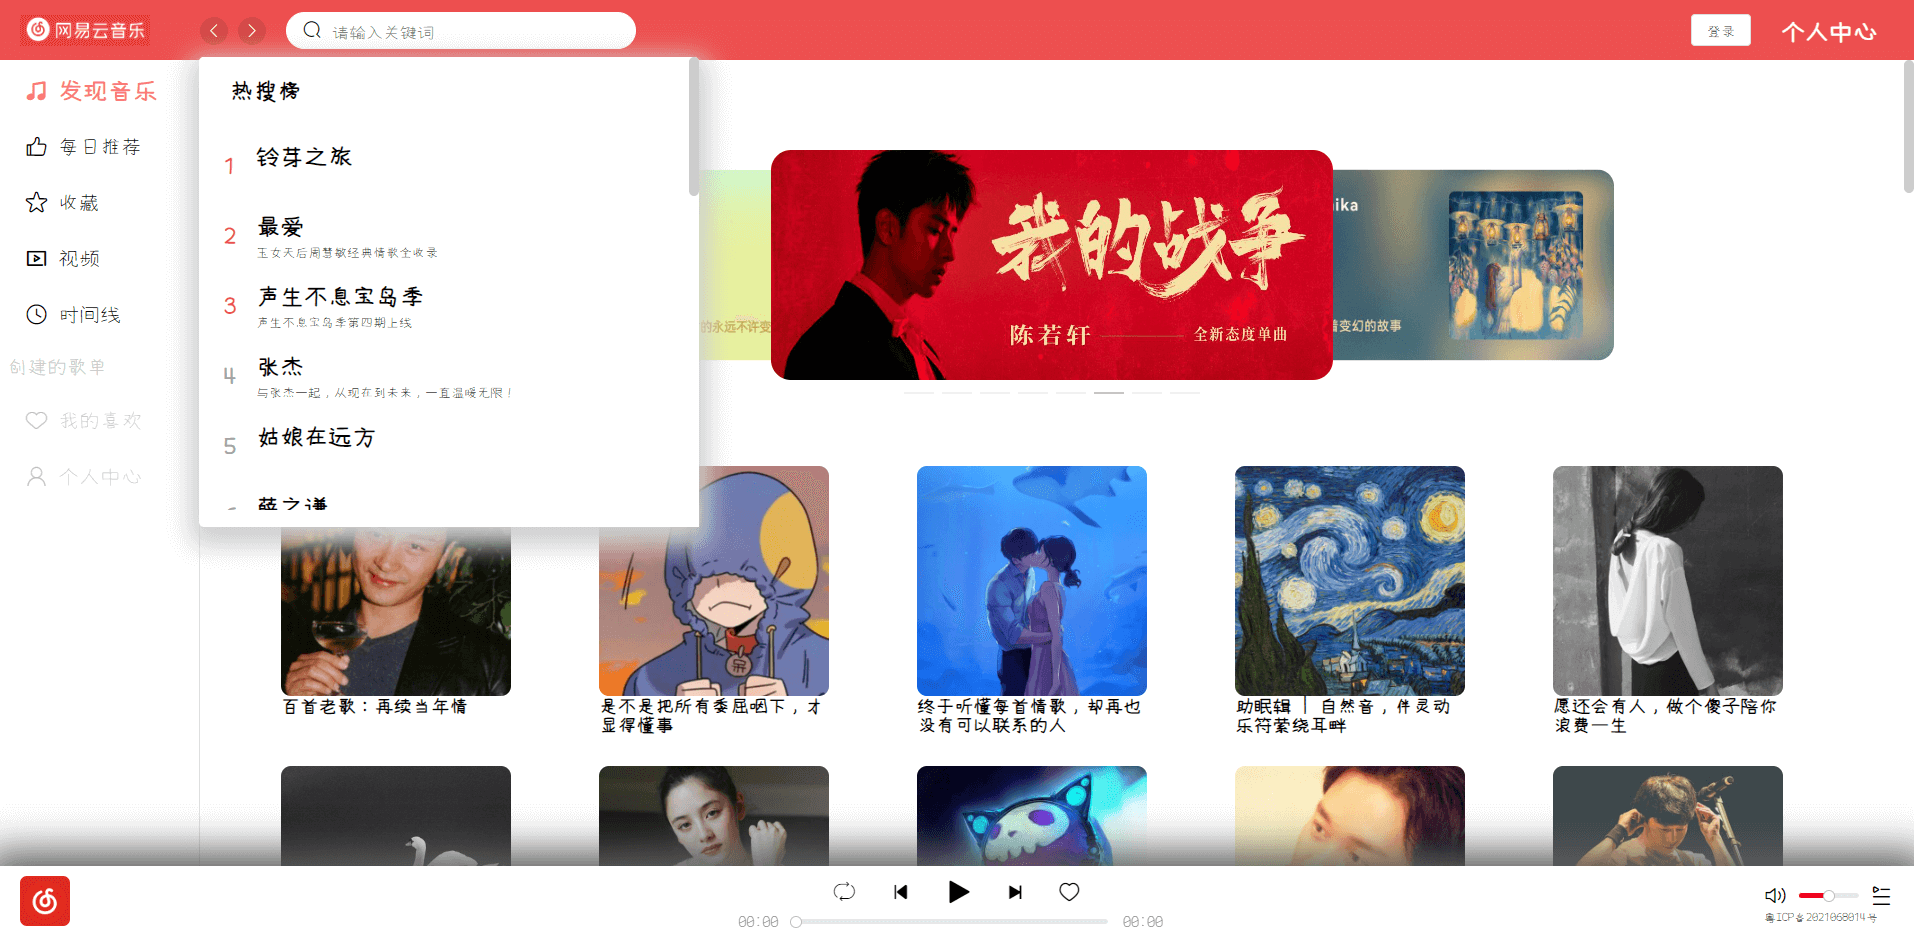 网易云音乐
请输入关键词
登录
个人中心
发现音乐
每日推荐
收藏
视频
时间线
创建的歌单
我的喜欢
个人中心
热搜榜
1
铃芽之旅
2
最爱
玉女天后周慧敏经典情歌全收录
3
声生不息宝岛季
声生不息宝岛季第四期上线
4
张杰
与张杰一起，从现在到未来，一直温暖无限！
5
姑娘在远方
薛之谦
的永远不许变
我的战争
陈若轩
全新态度单曲
ika
着变幻的故事
呆
百首老歌：再续当年情
是不是把所有委屈咽下，才
显得懂事
终于听懂每首情歌，却再也
没有可以联系的人
助眠辑 | 自然音，伴灵动
乐符萦绕耳畔
愿还会有人，做个傻子陪你
浪费一生
00:00
00:00
粤ICP备2021068014号